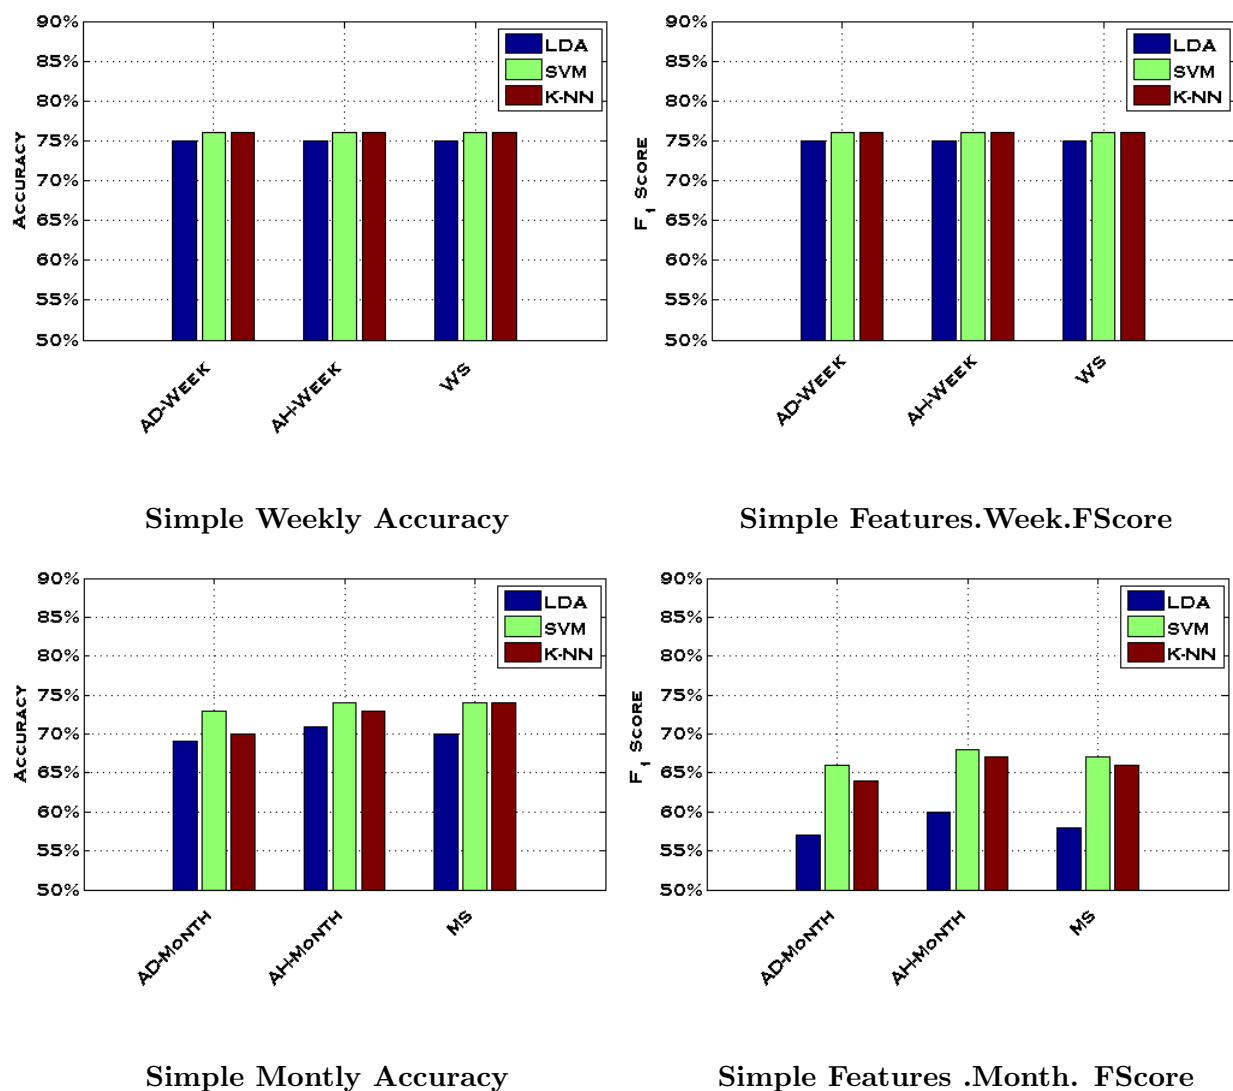 90%
85%
80%
75%
70%
65%
60%
55%
50%
Accuracy
LDA
SVM
K-NN
AD-Week
AH-Week
WS
Simple Weekly Accuracy
90%
85%
80%
75%
70%
65%
60%
55%
50%
F1 Score
LDA
SVM
K-NN
AD-Week
AH-Week
WS
Simple Features.Week.FScore
90%
85%
80%
75%
70%
65%
60%
55%
50%
Accuracy
LDA
SVM
K-NN
AD-Month
AH-Month
MS
Simple Montly Accuracy
90%
85%
80%
75%
70%
65%
60%
55%
50%
F1 Score
LDA
SVM
K-NN
AD-Month
AH-Month
MS
Simple Features .Month. FScore